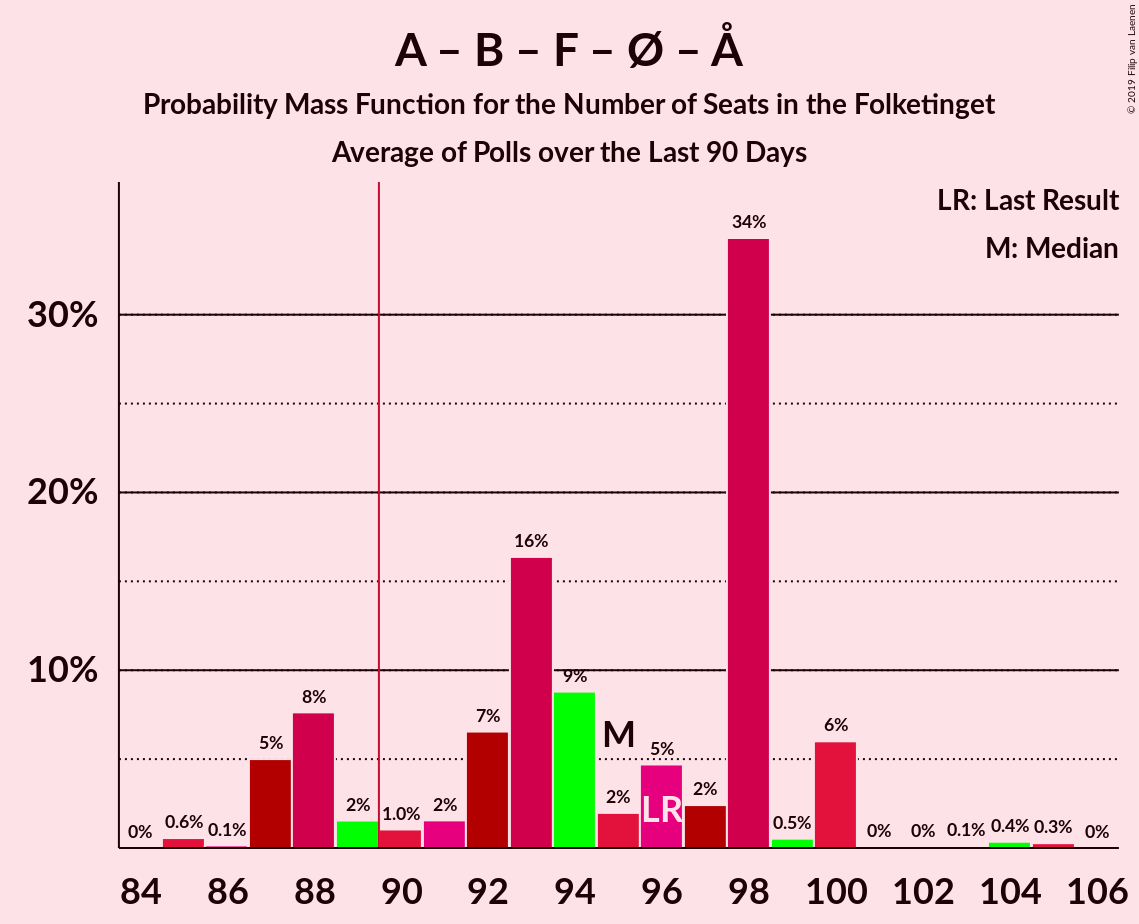 A – B – F – Ø – Å
Probability Mass Function for the Number of Seats in the Folketinget
Average of Polls over the Last 90 Days
© 2019 Filip van Laenen
LR: Last Result
M: Median
30%
20%
10%
0%
0.6%
0.1%
5%
8%
2%
1.0%
2%
7%
16%
9%
M
2%
5%
LR
2%
34%
0.5%
6%
0%
0%
0.1%
0.4%
0.3%
0%
84 86 88 90 92 94 96 98 100 102 104 106